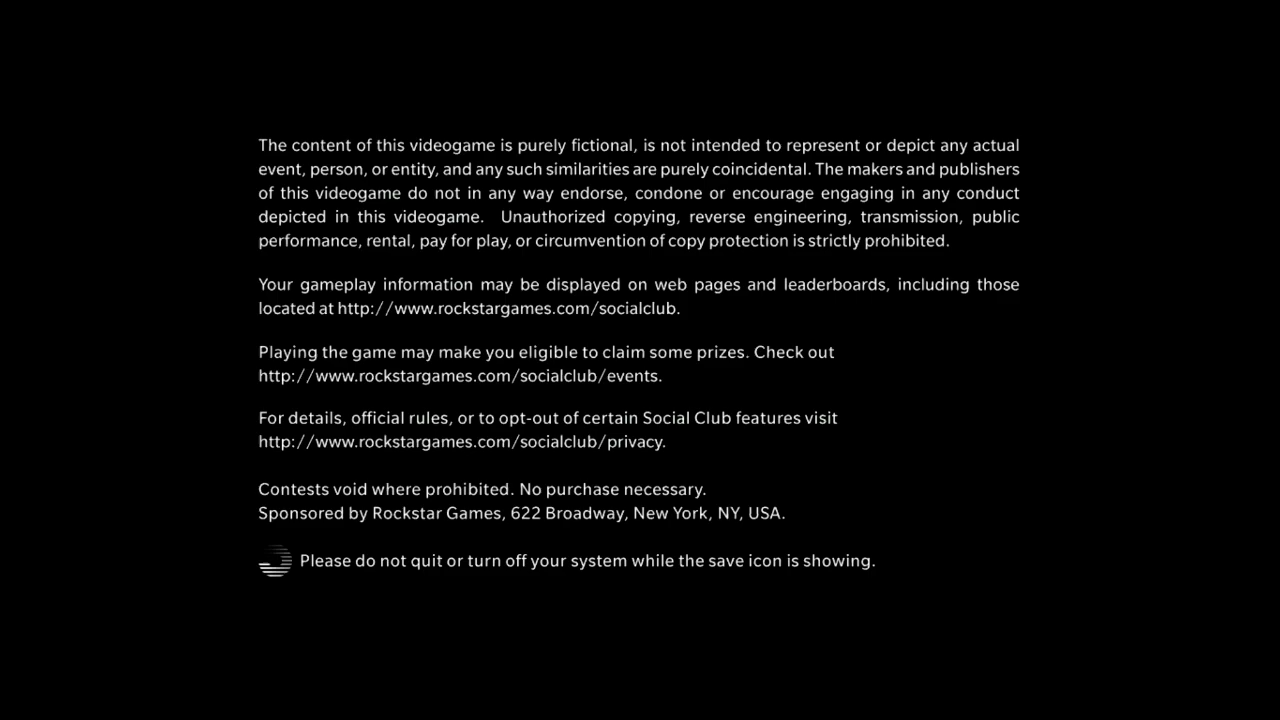 The content of this videogame is purely fictional, is not intended to represent or depict any actual
event, person, or entity, and any such similarities are purely coincidental. The makers and publishers
of this videogame do not in any way endorse, condone or encourage engaging in any conduct
depicted in this videogame.  Unauthorized copying, reverse engineering, transmission, public
performance, rental, pay for play, or circumvention of copy protection is strictly prohibited.
Your gameplay information may be displayed on web pages and leaderboards, including those
located at http://www.rockstargames.com/socialclub.
Playing the game may make you eligible to claim some prizes. Check out
http://www.rockstargames.com/socialclub/events.
For details, official rules, or to opt-out of certain Social Club features visit
http://www.rockstargames.com/socialclub/privacy.
Contests void where prohibited. No purchase necessary.
Sponsored by Rockstar Games, 622 Broadway, New York, NY, USA.
Please do not quit or turn off your system while the save icon is showing.